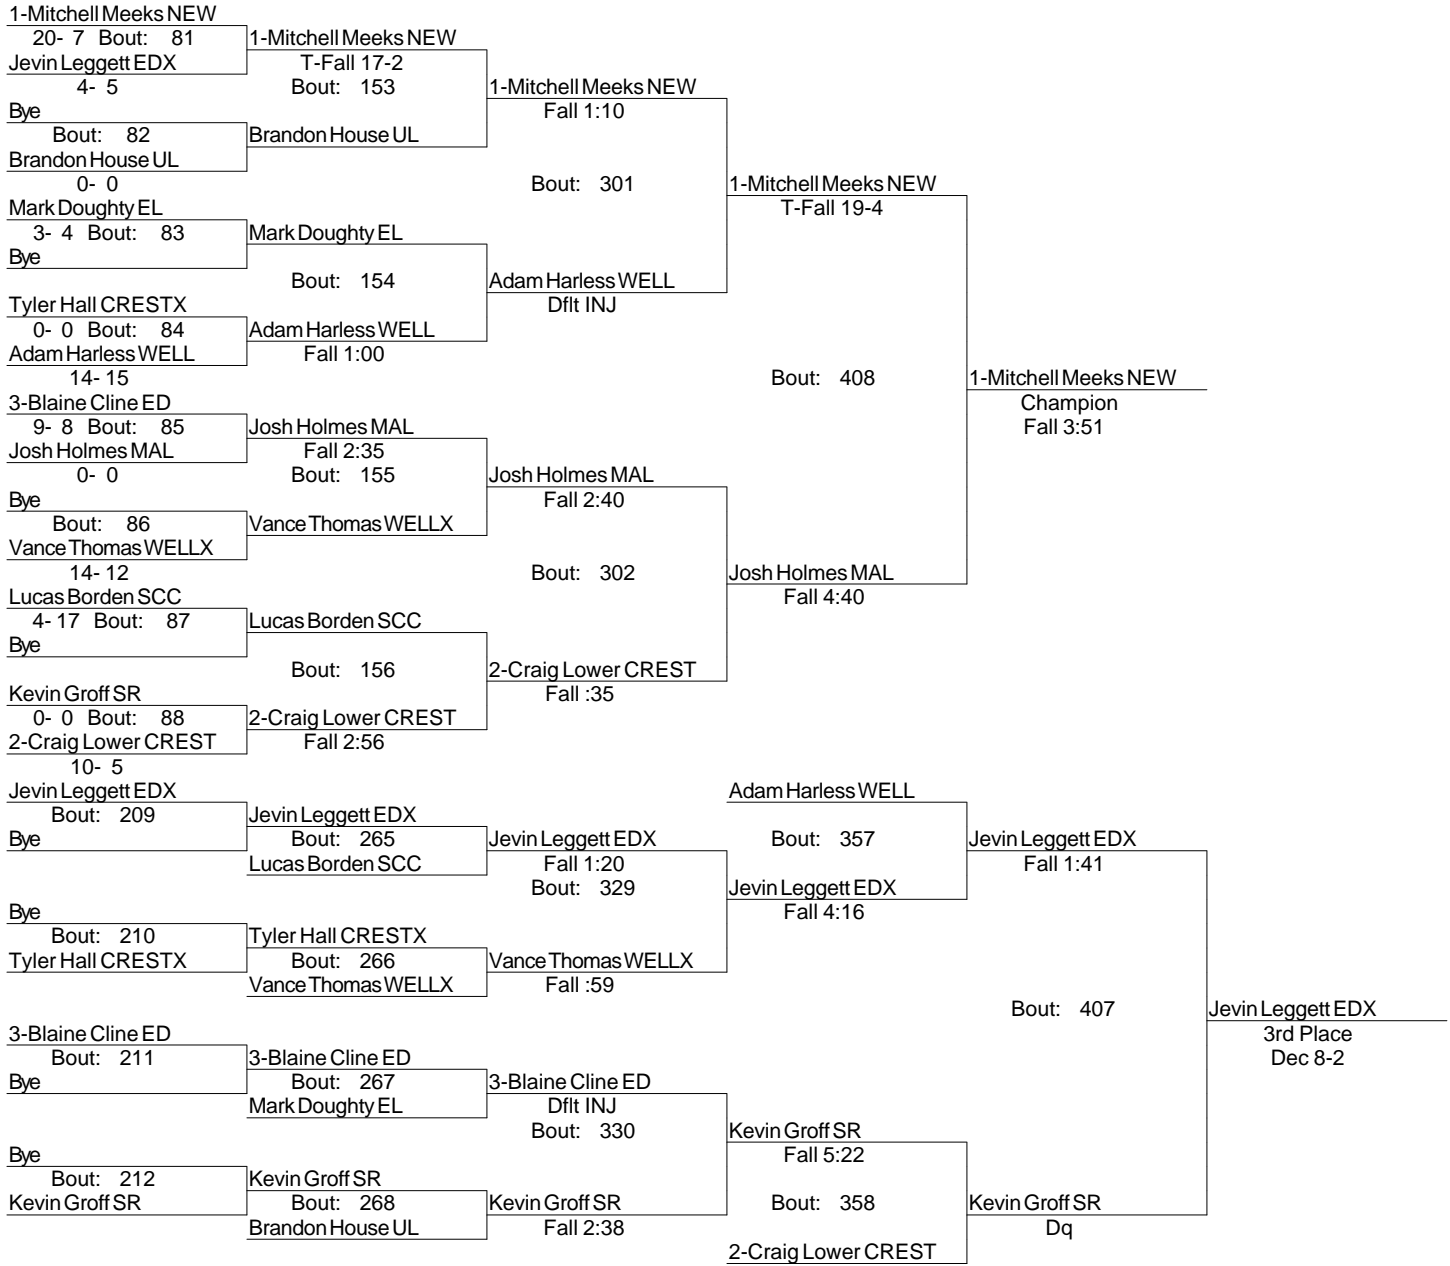 1-Mitchell Meeks NEW
20- 7 Bout: 81
1-Mitchell Meeks NEW
Jevin Leggett EDX
T-Fall 17-2
4- 5
Bout: 153
1-Mitchell Meeks NEW
Bye
Fall 1:10
Bout: 82
Brandon House UL
Brandon House UL
0- 0
Bout: 301
1-Mitchell Meeks NEW
Mark Doughty EL
T-Fall 19-4
3- 4 Bout: 83
Mark Doughty EL
Bye
Bout: 154
Adam Harless WELL
Tyler Hall CRESTX
Dflt INJ
0- 0 Bout: 84
Adam Harless WELL
Adam Harless WELL
Fall 1:00
14- 15
Bout: 408
1-Mitchell Meeks NEW
3-Blaine Cline ED
Champion
9- 8 Bout: 85
Josh Holmes MAL
Fall 3:51
Josh Holmes MAL
Fall 2:35
0- 0
Bout: 155
Josh Holmes MAL
Bye
Fall 2:40
Bout: 86
Vance Thomas WELLX
Vance Thomas WELLX
14- 12
Bout: 302
Josh Holmes MAL
Lucas Borden SCC
Fall 4:40
4- 17 Bout: 87
Lucas Borden SCC
Bye
Bout: 156
2-Craig Lower CREST
Kevin Groff SR
Fall :35
0- 0 Bout: 88
2-Craig Lower CREST
2-Craig Lower CREST
Fall 2:56
10- 5
Jevin Leggett EDX
Adam Harless WELL
Bout: 209
Jevin Leggett EDX
Bye
Bout: 265
Jevin Leggett EDX
Bout: 357
Jevin Leggett EDX
Lucas Borden SCC
Fall 1:20
Fall 1:41
Bout: 329
Jevin Leggett EDX
Bye
Fall 4:16
Bout: 210
Tyler Hall CRESTX
Tyler Hall CRESTX
Bout: 266
Vance Thomas WELLX
Vance Thomas WELLX
Fall :59
Bout: 407
Jevin Leggett EDX
3-Blaine Cline ED
3rd Place
Bout: 211
3-Blaine Cline ED
Dec 8-2
Bye
Bout: 267
3-Blaine Cline ED
Mark Doughty EL
Dflt INJ
Bout: 330
Kevin Groff SR
Bye
Fall 5:22
Bout: 212
Kevin Groff SR
Kevin Groff SR
Bout: 268
Kevin Groff SR
Bout: 358
Kevin Groff SR
Brandon House UL
Fall 2:38
Dq
2-Craig Lower CREST